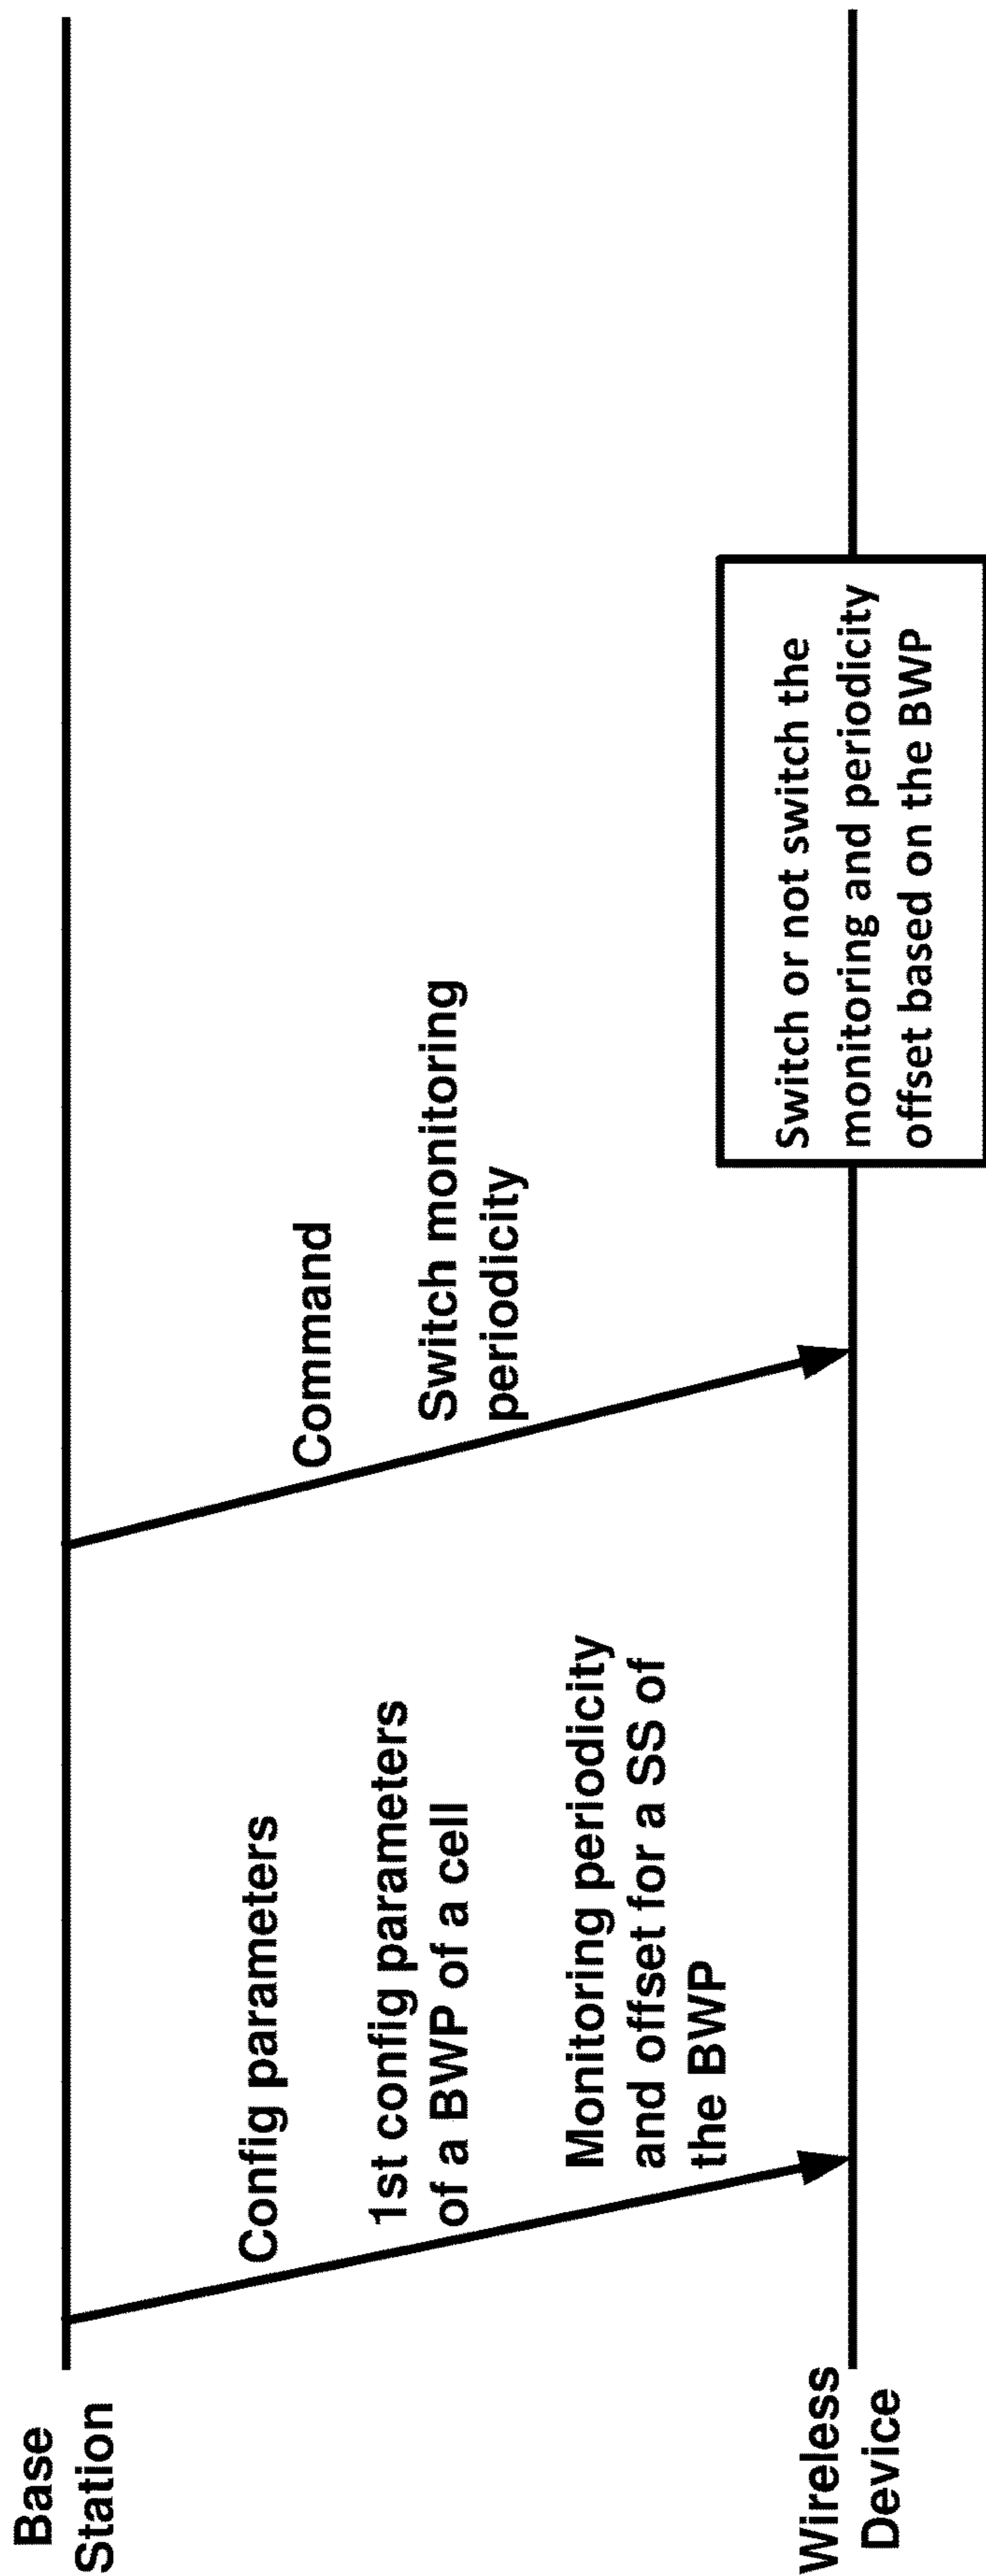 Base
Station
Config parameters
1st config parameters
of a BWP of a cell
Monitoring periodicity
and offset for a SS of
the BWP
Command
Switch monitoring
periodicity
Switch or not switch the
monitoring and periodicity
offset based on the BWP
Wireless
Device